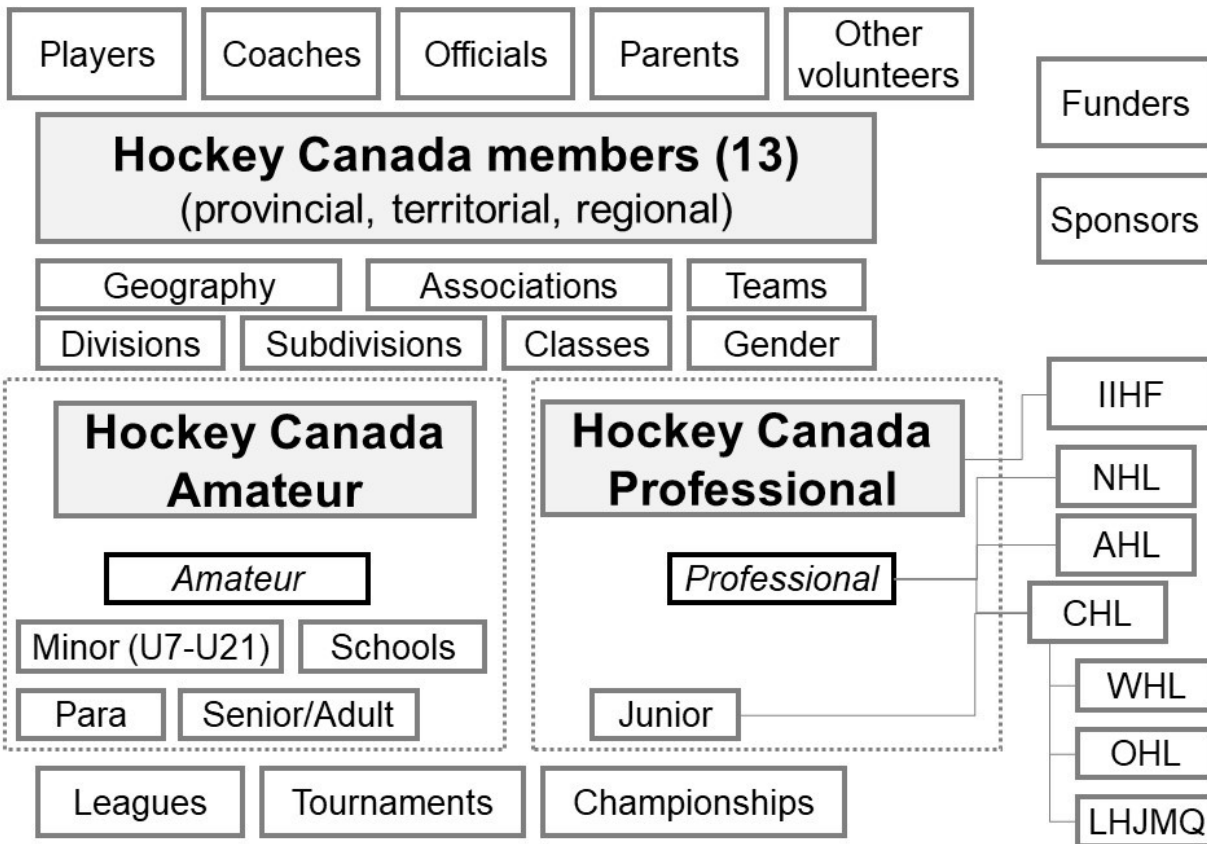 Players
Coaches
Officials
Parents
Other
volunteers
Funders
Hockey Canada members (13)
(provincial, territorial, regional)
Sponsors
Geography
Associations
Teams
Divisions
Subdivisions
Classes
Gender
Hockey Canada
Amateur
Amateur
Minor (U7-U21)
Schools
Para
Senior/Adult
Hockey Canada
Professional
Professional
Junior
IIHF
NHL
AHL
CHL
WHL
OHL
LHJMQ
Leagues
Tournaments
Championships